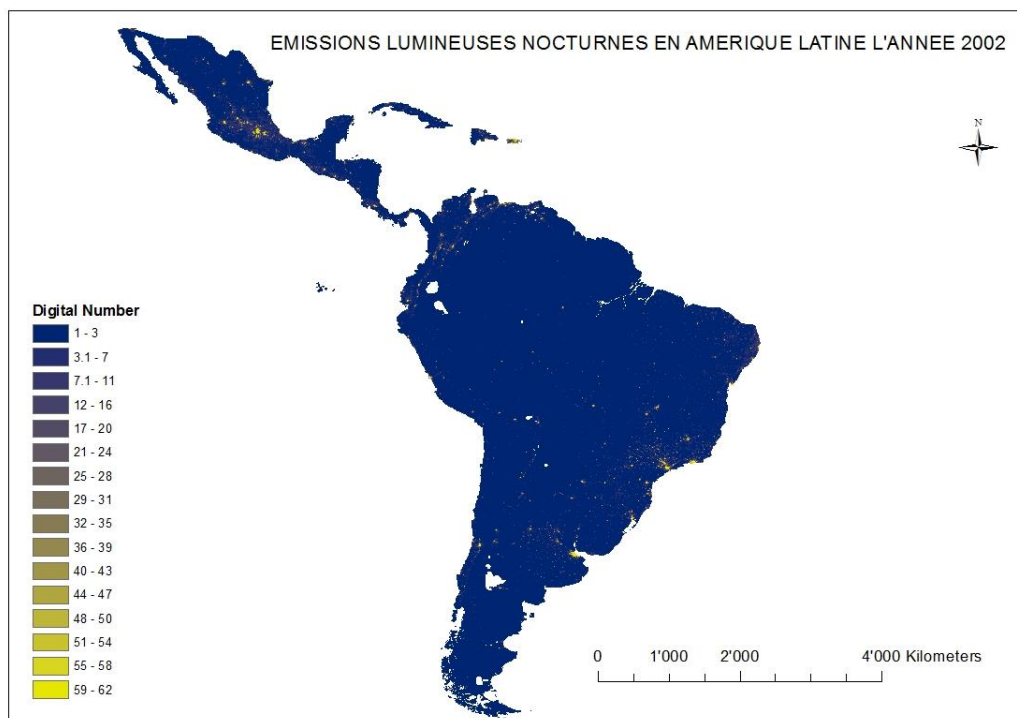 EMISSIONS LUMINEUSES NOCTURNES EN AMERIQUE LATINE L'ANNEE 2002
N
Digital Number
1 - 3
3.1 - 7
7.1 - 11
12 - 16
17 - 20
21 - 24
25 - 28
29 - 31
32 - 35
36 - 39
40 - 43
44 - 47
48 - 50
51 - 54
55 - 58
59 - 62
0 1'000 2'000 4'000 Kilometers